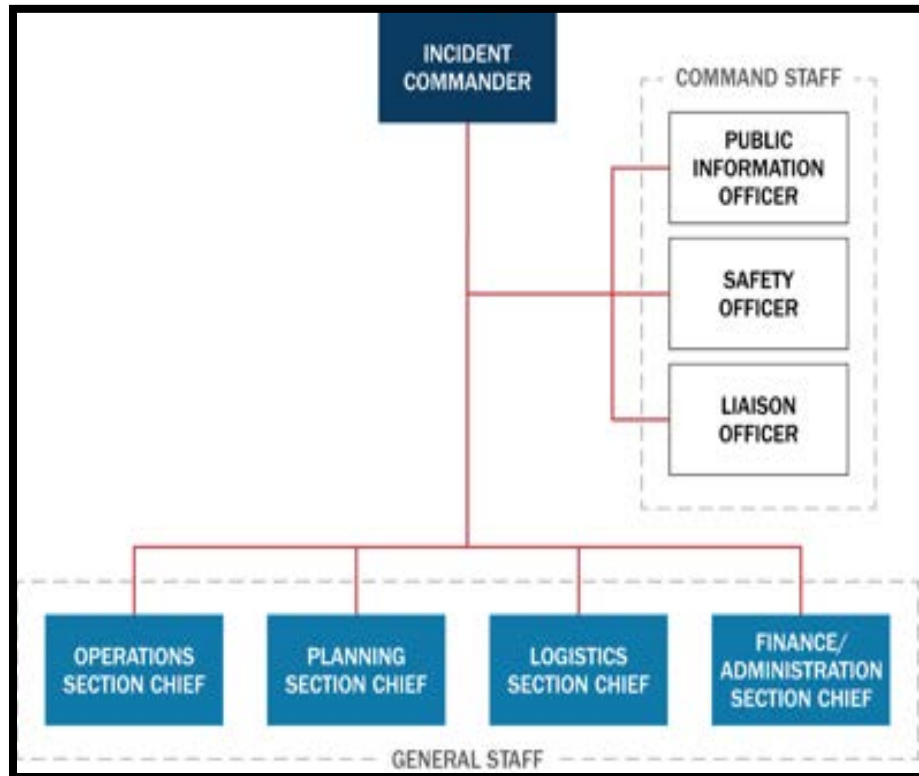 INCIDENT
COMMANDER
COMMAND STAFF
PUBLIC
INFORMATION
OFFICER
SAFETY
OFFICER
LIAISON
OFFICER
OPERATIONS
SECTION CHIEF
PLANNING
SECTION CHIEF
LOGISTICS
SECTION CHIEF
FINANCE/
ADMINISTRATION
SECTION CHIEF
GENERAL STAFF